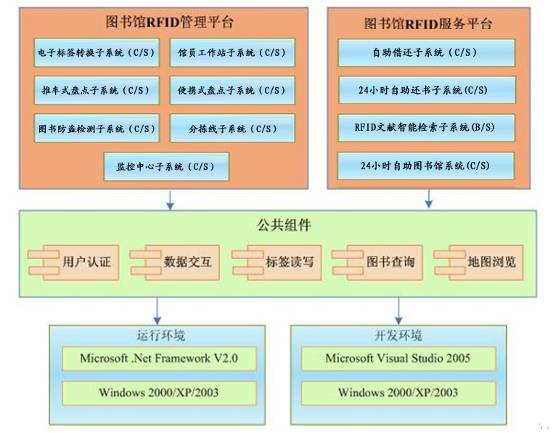 图书馆RFID管理平台
电子标签转换子系统（C/S）
馆员工作站子系统（C/S）
推车式盘点子系统（C/S）
便携式盘点子系统（C/S）
图书防盗检测子系统（C/S）
分拣线子系统（C/S）
监控中心子系统（C/S）
图书馆RFID服务平台
自助借还子系统（C/S）
24小时自助还书子系统(C/S)
RFID文献智能检索子系统(B/S)
24小时自助图书馆系统(C/S)
公共组件
用户认证
数据交互
标签读写
图书查询
地图浏览
运行环境
Microsoft .Net Framework V2.0
Windows 2000/XP/2003
开发环境
Microsoft Visual Studio 2005
Windows 2000/XP/2003